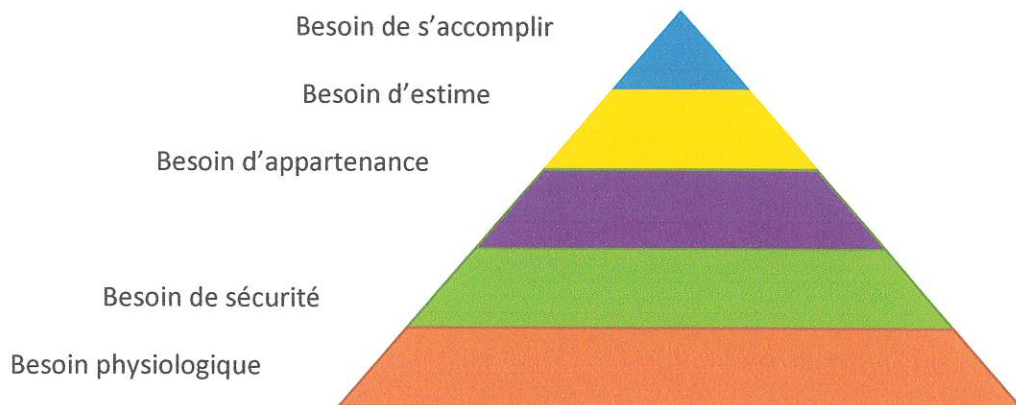 Besoin de s’accomplir
Besoin d’estime
Besoin d’appartenance
Besoin de sécurité
Besoin physiologique